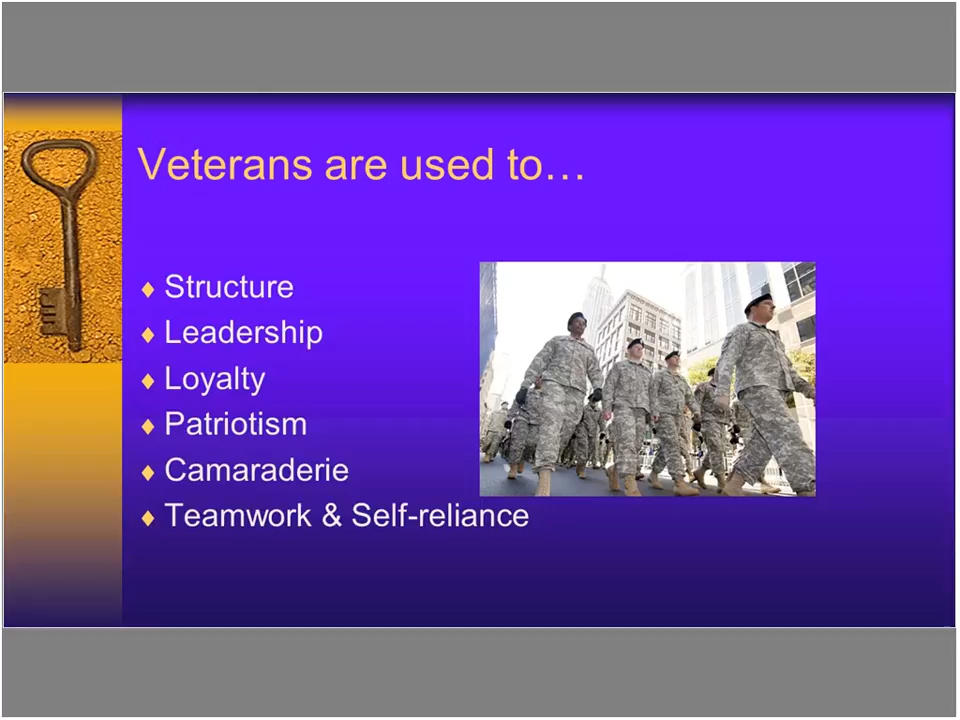 Veterans are used to…
Structure
Leadership
Loyalty
Patriotism
Camaraderie
Teamwork & Self-reliance